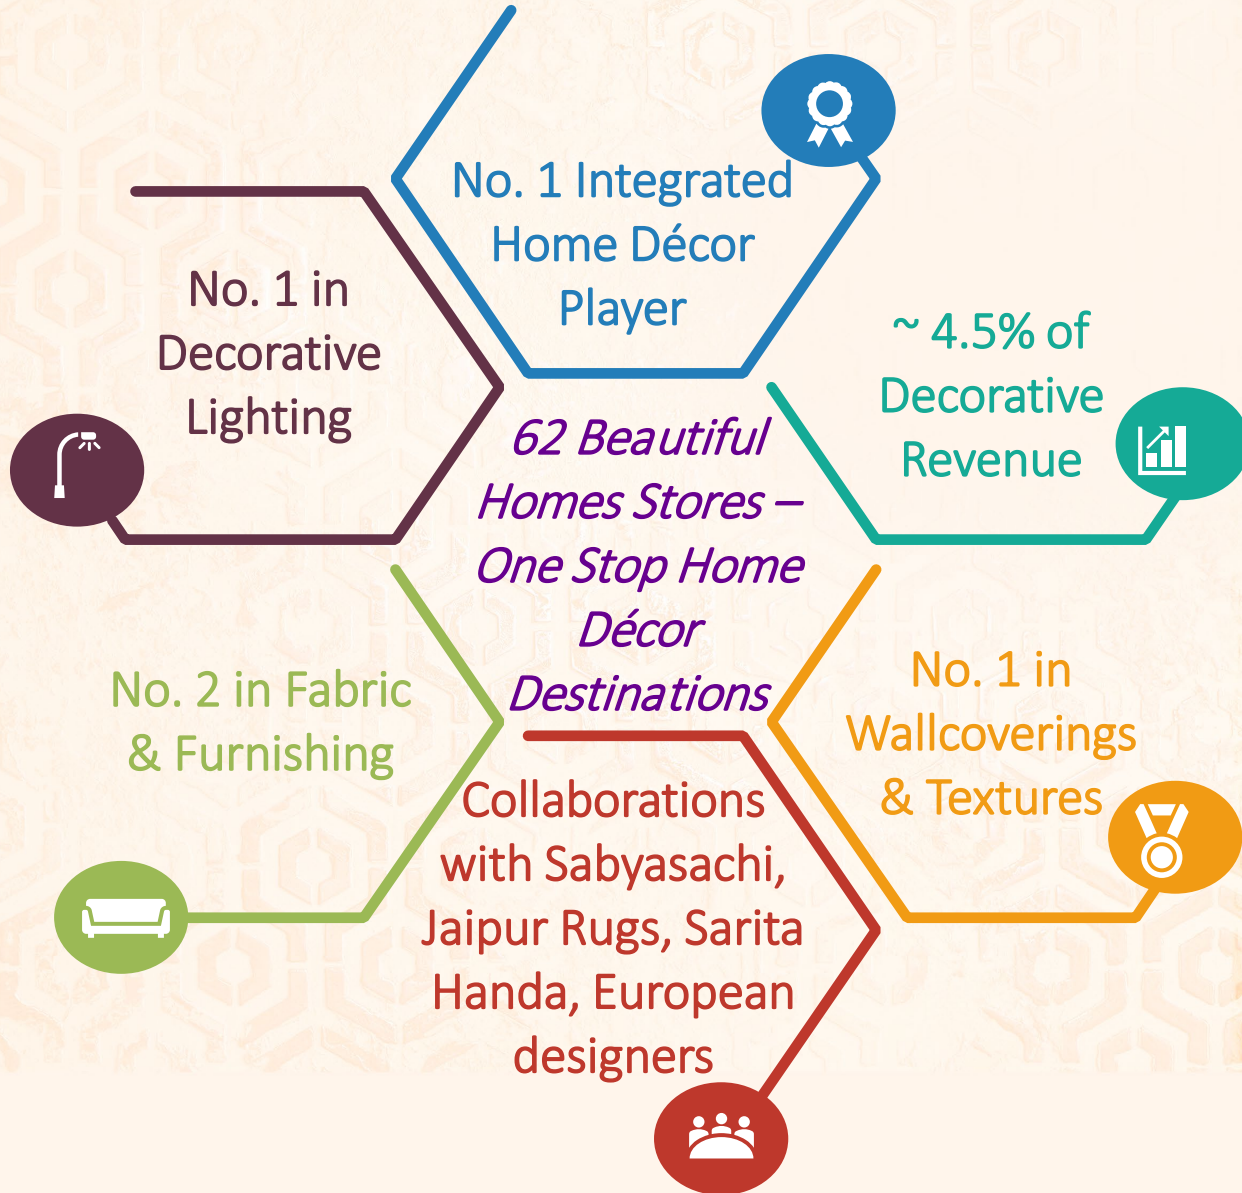 No. 1 Integrated
Home Décor
Player
No. 1 in
Decorative
Lighting
~ 4.5% of
Decorative
Revenue
62 Beautiful
Homes Stores –
One Stop Home
Décor
Destinations
No. 2 in Fabric
& Furnishing
No. 1 in
Wallcoverings
& Textures
Collaborations
with Sabyasachi,
Jaipur Rugs, Sarita
Handa, European
designers